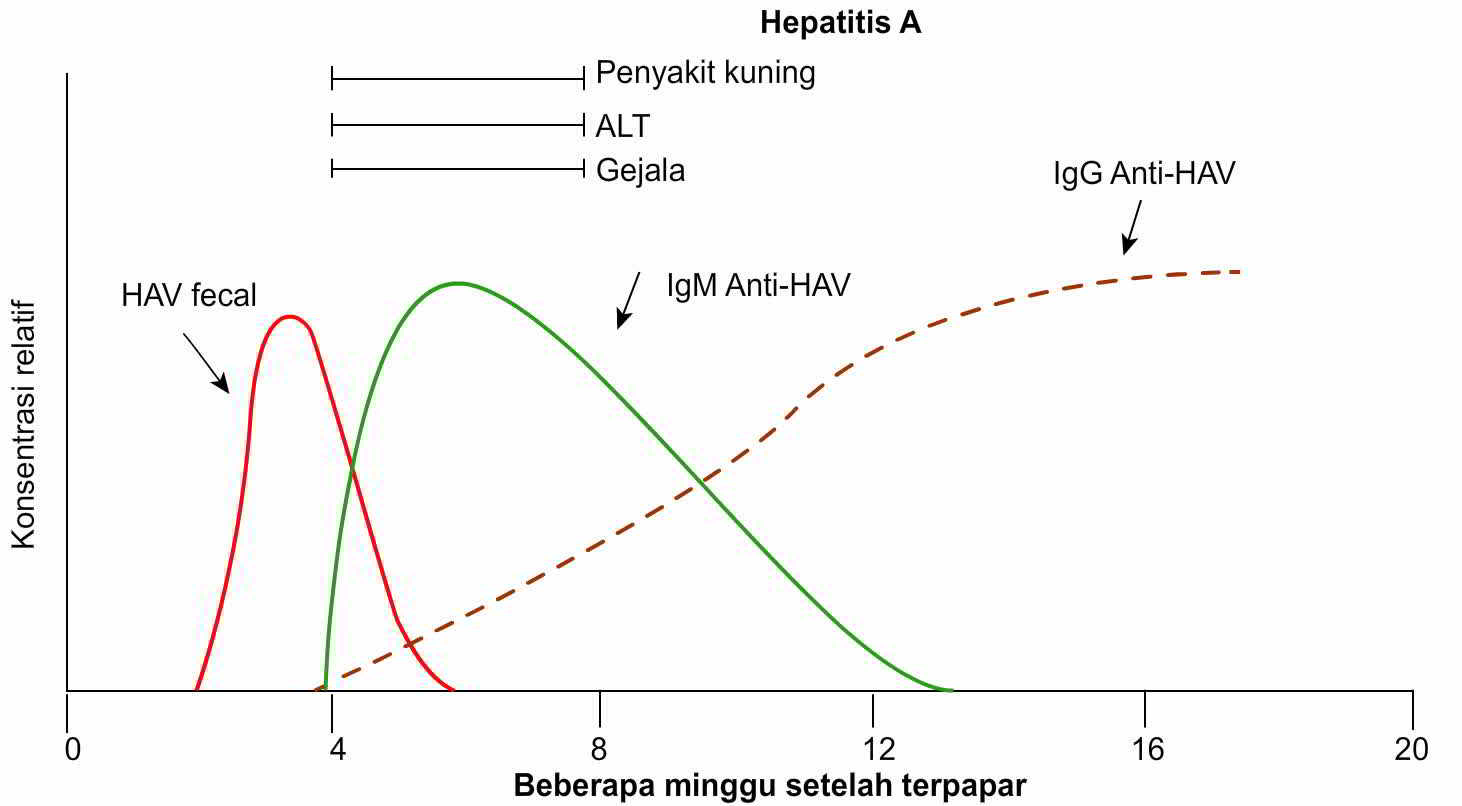 Hepatitis A
Penyakit kuning
ALT
Gejala
IgG Anti-HAV
HAV fecal
IgM Anti-HAV
Konsentrasi relatif
0 4 8 12 16 20
Beberapa minggu setelah terpapar